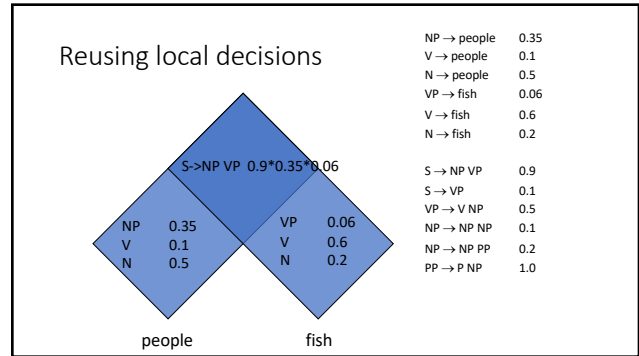 Reusing local decisions
S->NP VP 0.9*0.35*0.06
NP 0.35
V 0.1
N 0.5
VP 0.06
V 0.6
N 0.2
people
fish
NP → people 0.35
V → people 0.1
N → people 0.5
VP → fish 0.06
V → fish 0.6
N → fish 0.2
S → NP VP 0.9
S → VP 0.1
VP → V NP 0.5
NP → NP NP 0.1
NP → NP PP 0.2
PP → P NP 1.0